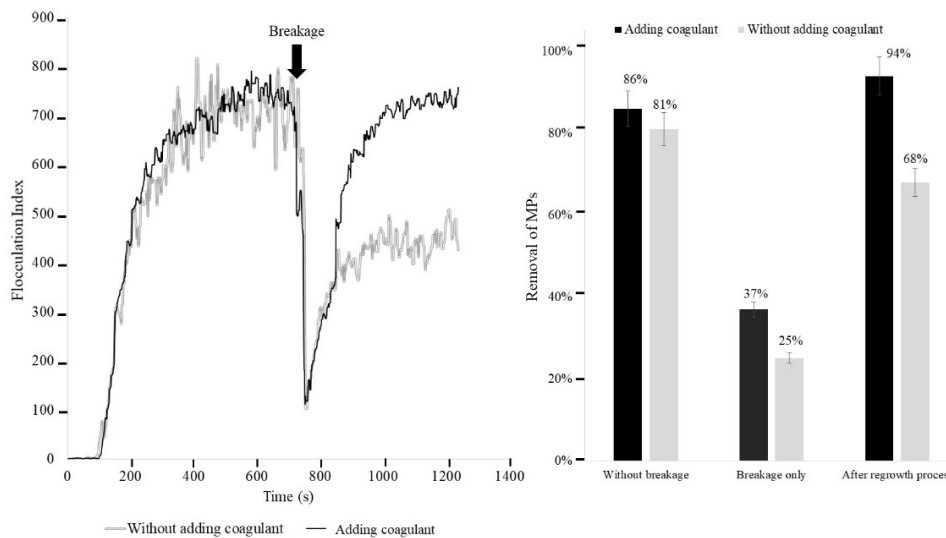 900
800
700
600
500
400
300
200
100
0
Flocculation Index
Breakage
0 200 400 600 800 1000 1200 1400
Time (s)
Without adding coagulant Adding coagulant
Adding coagulant Without adding coagulant
100%
80%
60%
40%
20%
0%
Removal of MPs
86%
81%
37%
25%
94%
68%
Without breakage Breakage only After regrowth proces